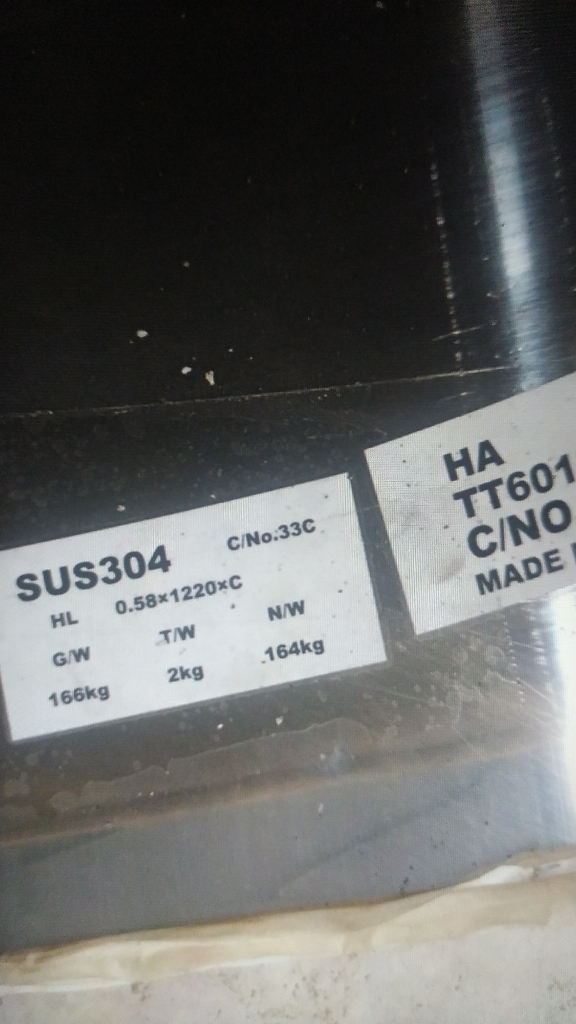 SUS304 C/No.33C
HL 0.58×1220×C
G/W T/W N/W
166kg 2kg 164kg
HA
TT601
C/NO
MADE